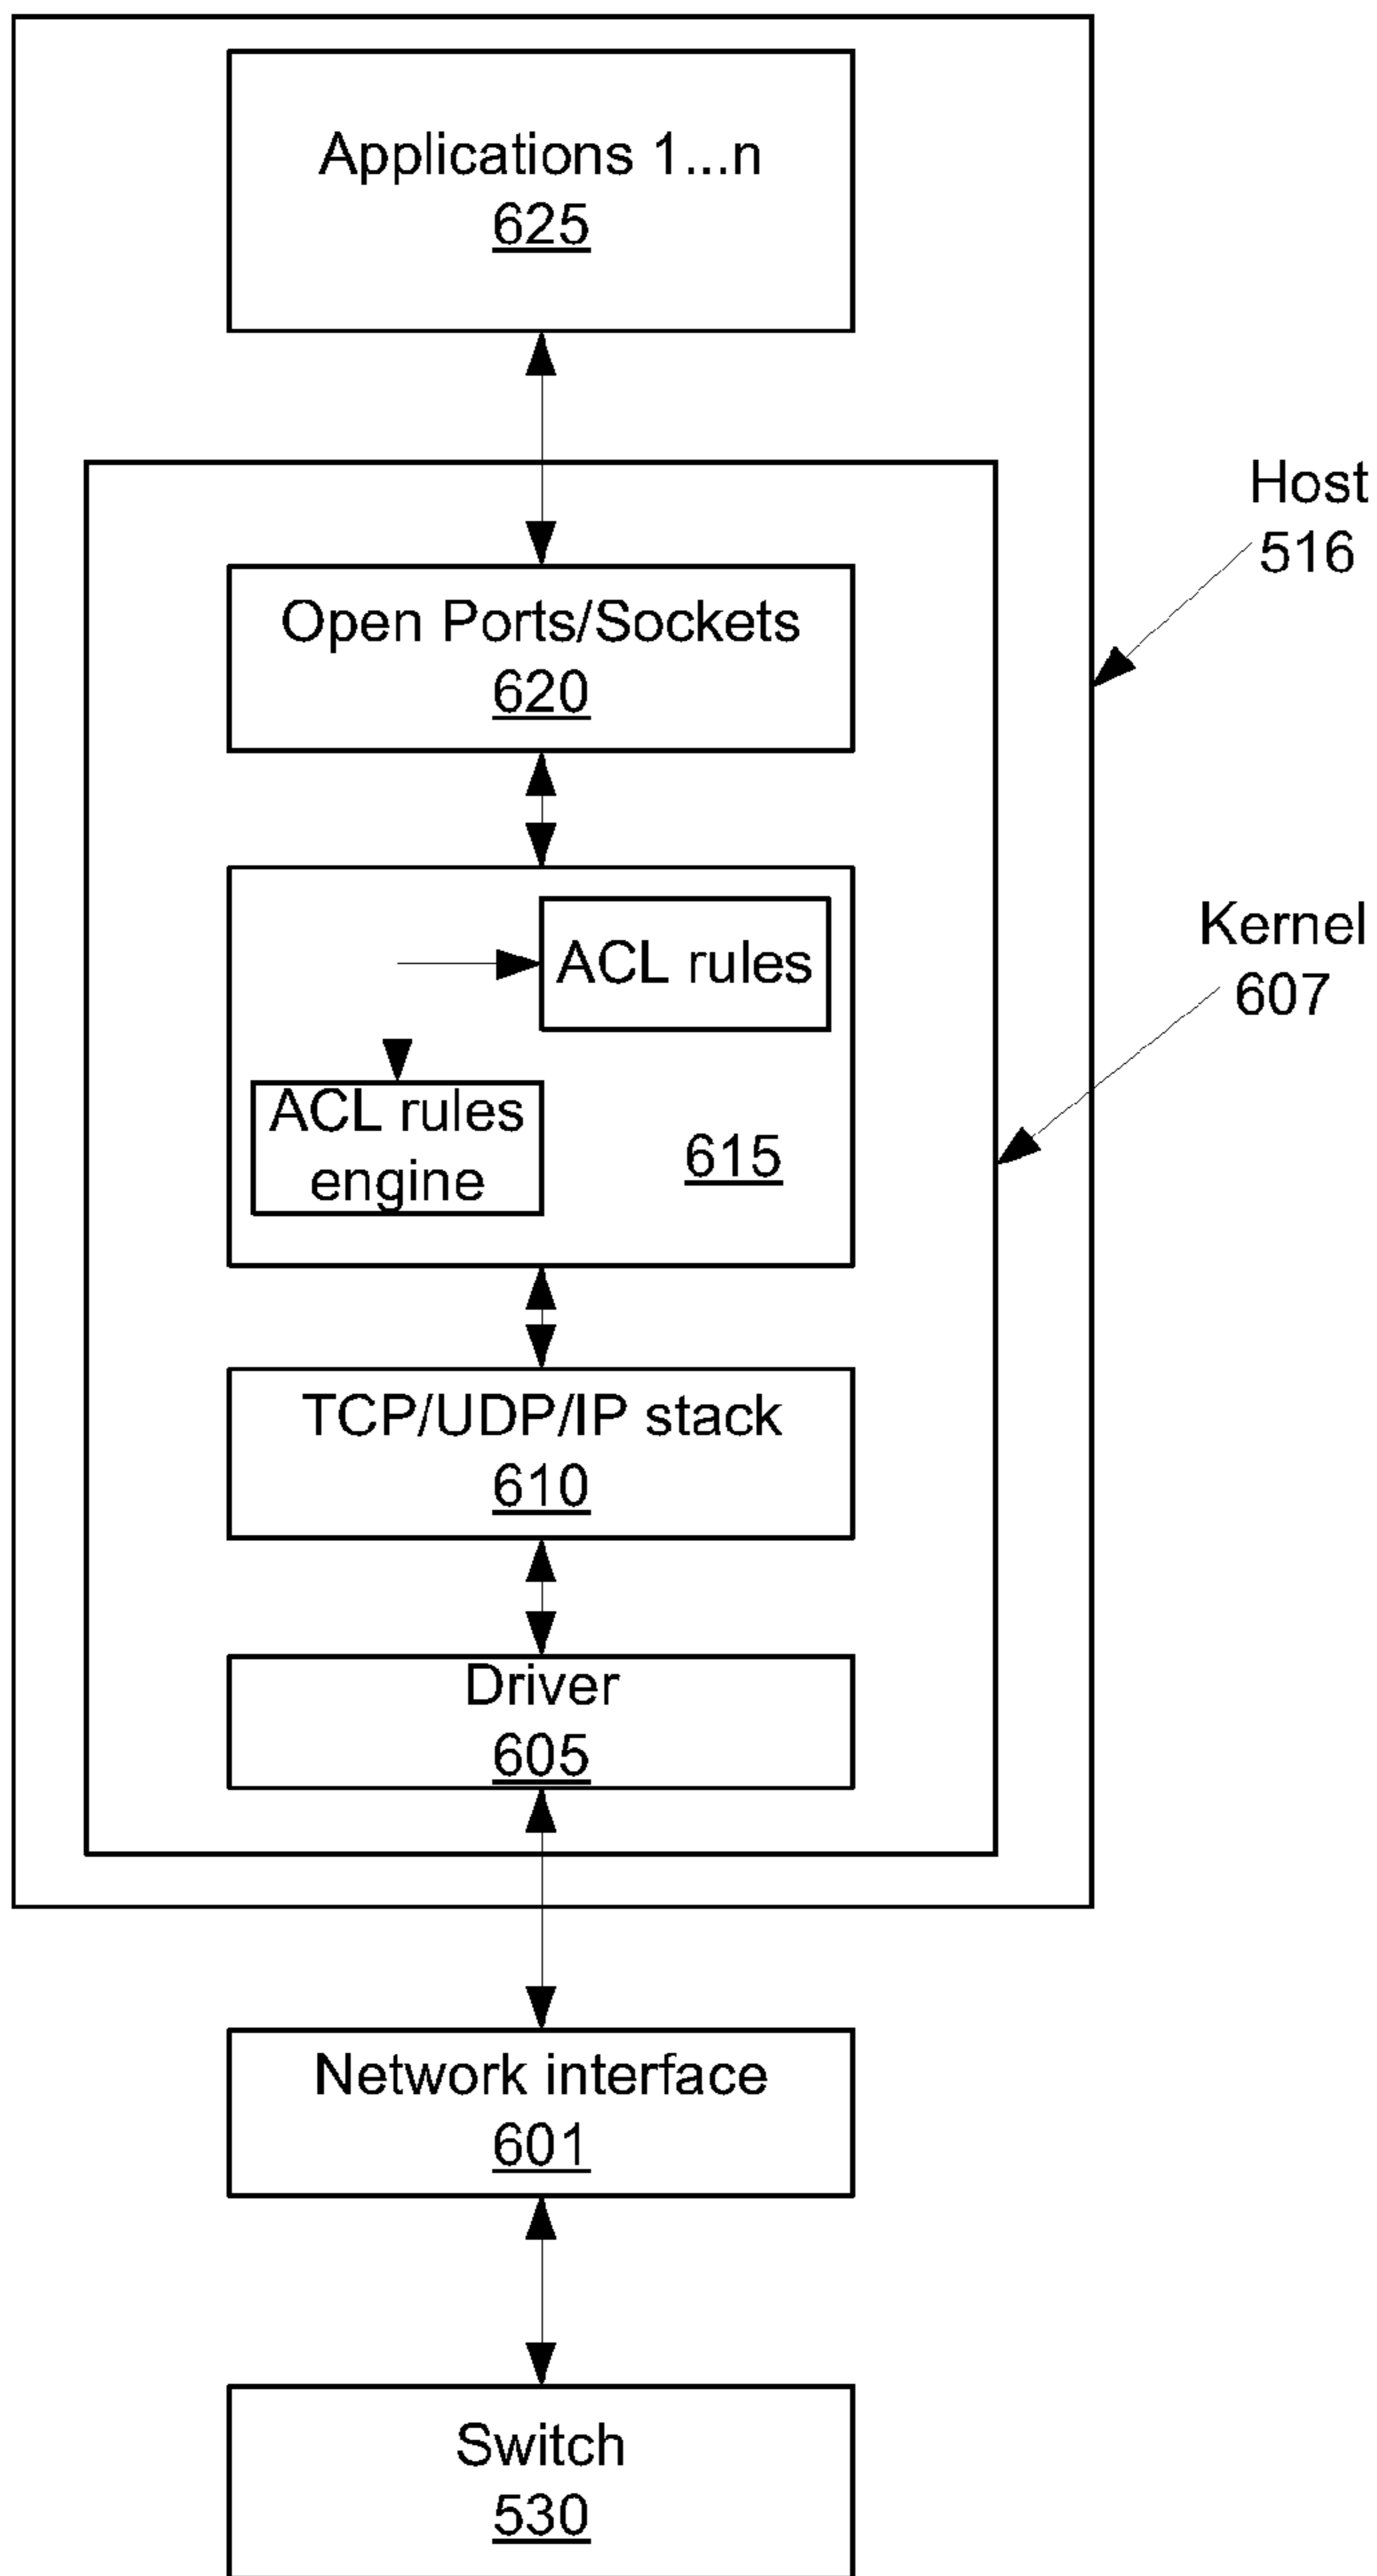 Applications 1...n
625
Host
516
Open Ports/Sockets
620
Kernel
607
ACL rules
ACL rules
engine
615
TCP/UDP/IP stack
610
Driver
605
Network interface
601
Switch
530